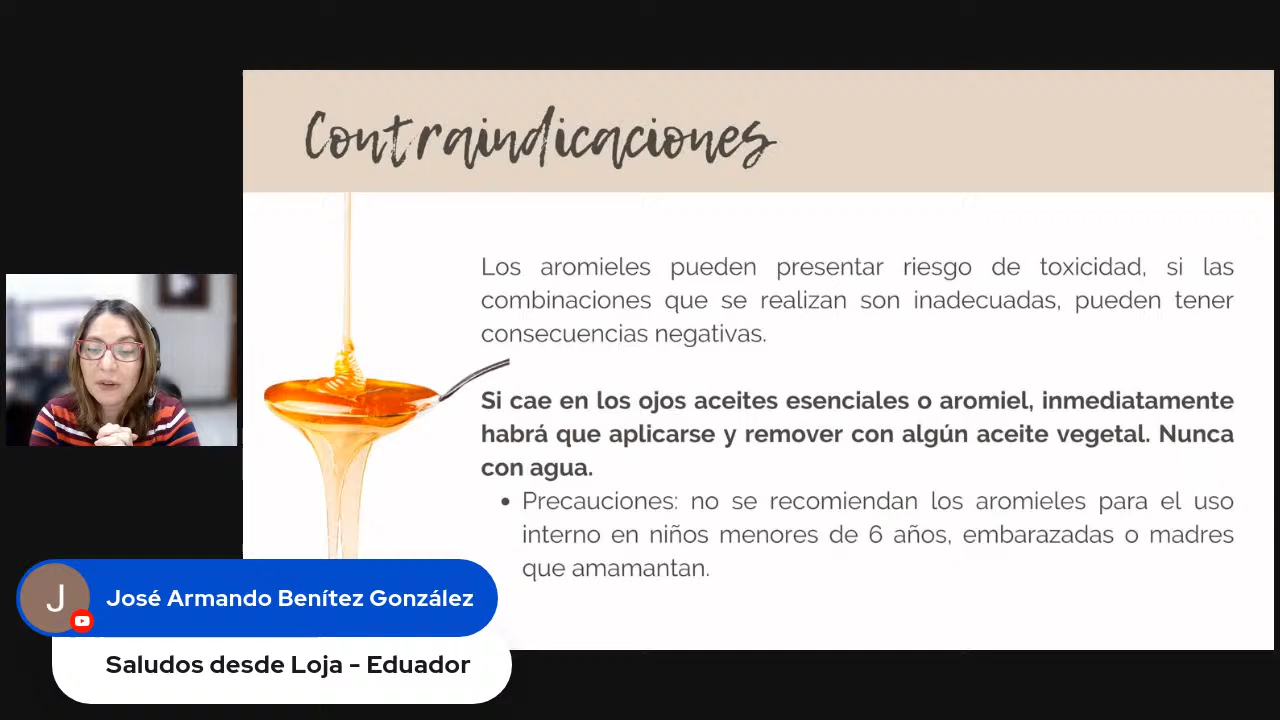 Contraindicaciones
Los aromieles pueden presentar riesgo de toxicidad, si las
combinaciones que se realizan son inadecuadas, pueden tener
consecuencias negativas.
Si cae en los ojos aceites esenciales o aromiel, inmediatamente
habrá que aplicarse y remover con algún aceite vegetal. Nunca
con agua.
• Precauciones: no se recomiendan los aromieles para el uso
interno en niños menores de 6 años, embarazadas o madres
que amamantan.
J
José Armando Benítez González
Saludos desde Loja - Eduador